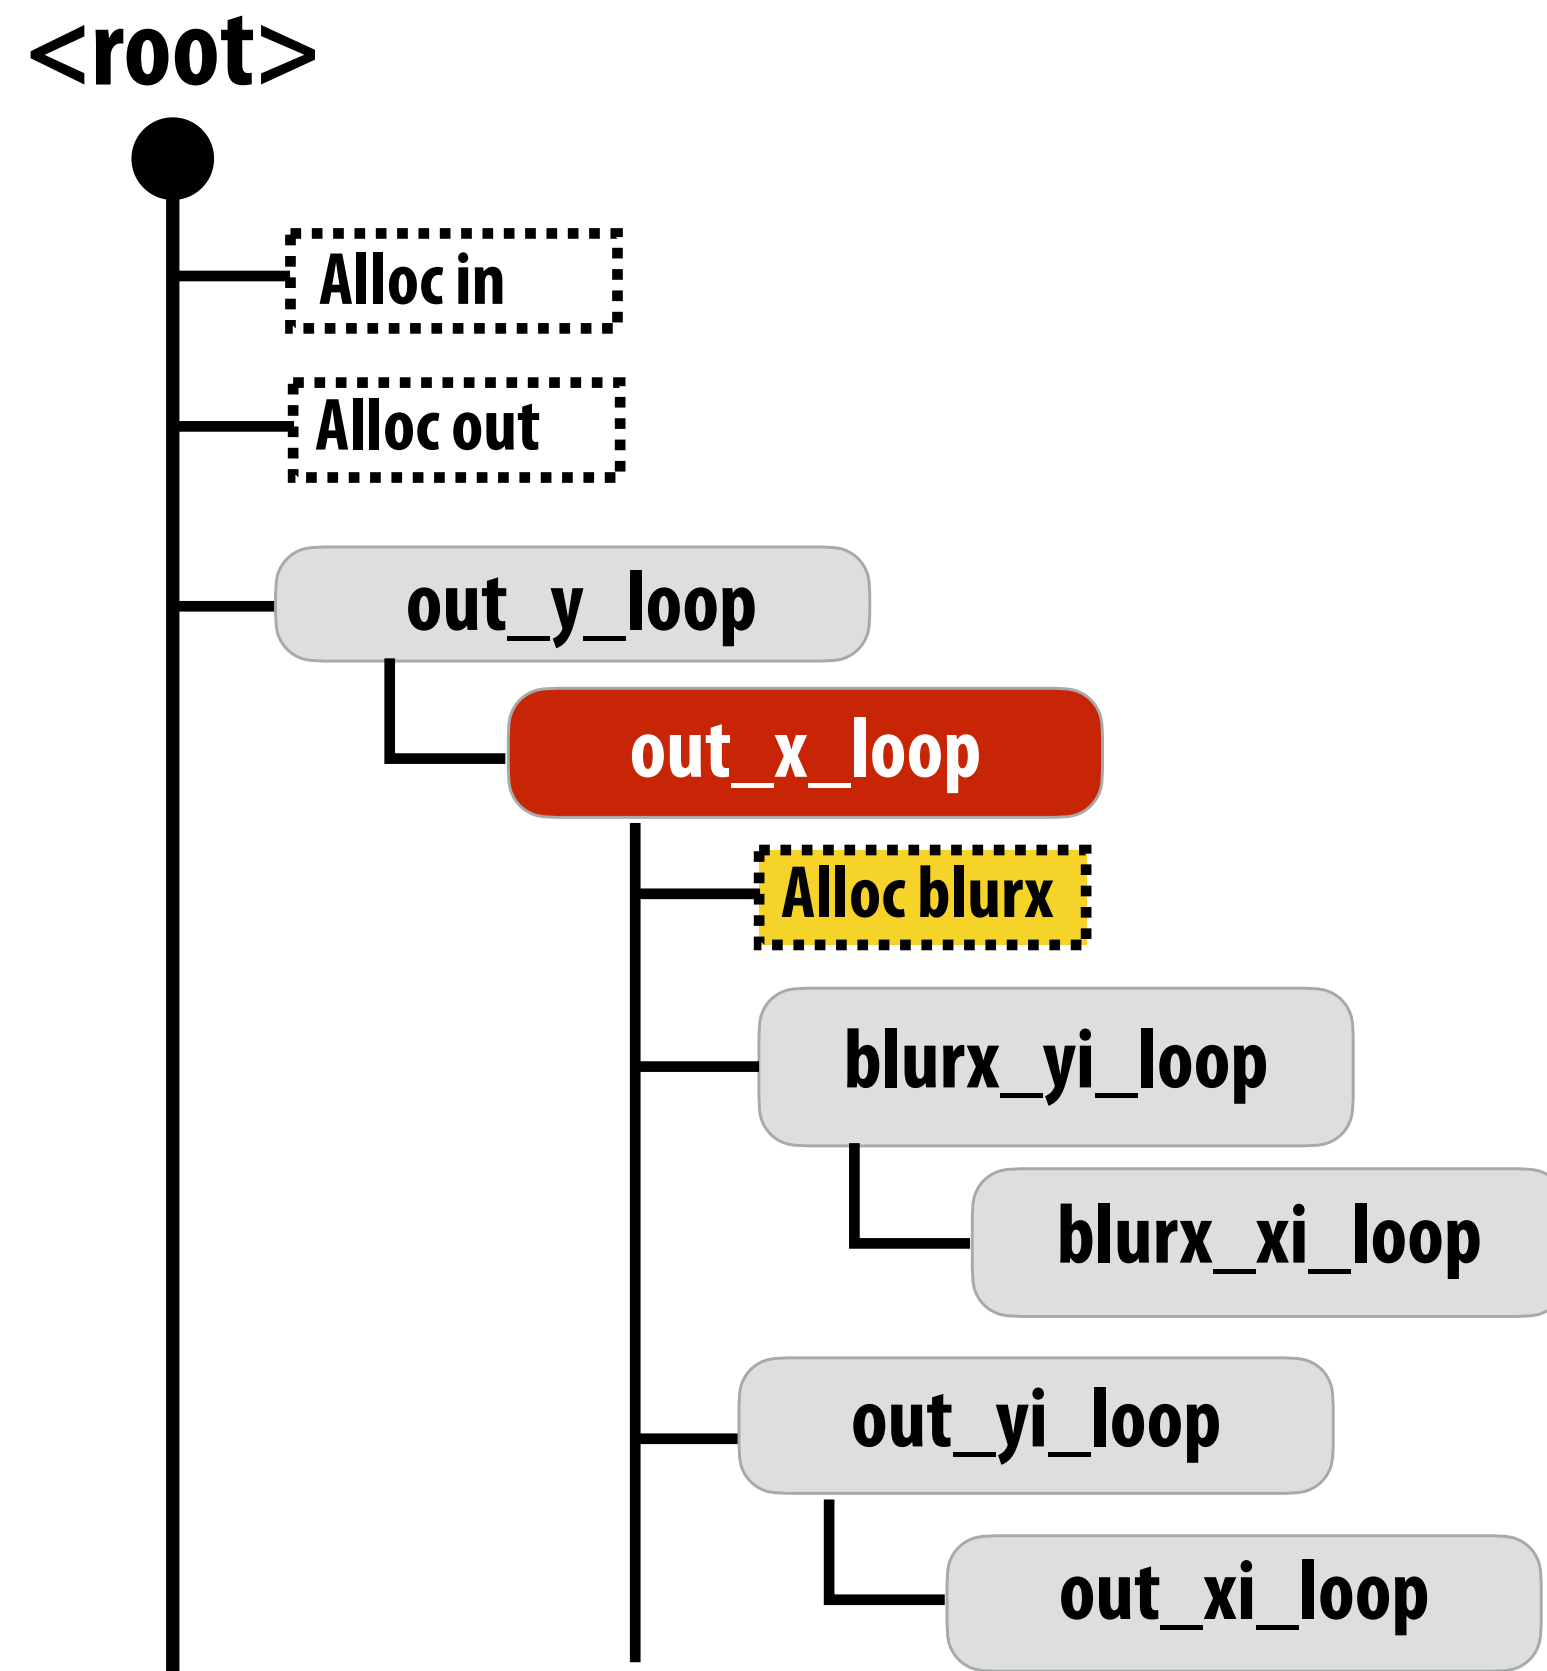 <root>
Alloc in
Alloc out
out_y_loop
out_x_loop
Alloc blurx
blurx_yi_loop
blurx_xi_loop
out_yi_loop
out_xi_loop